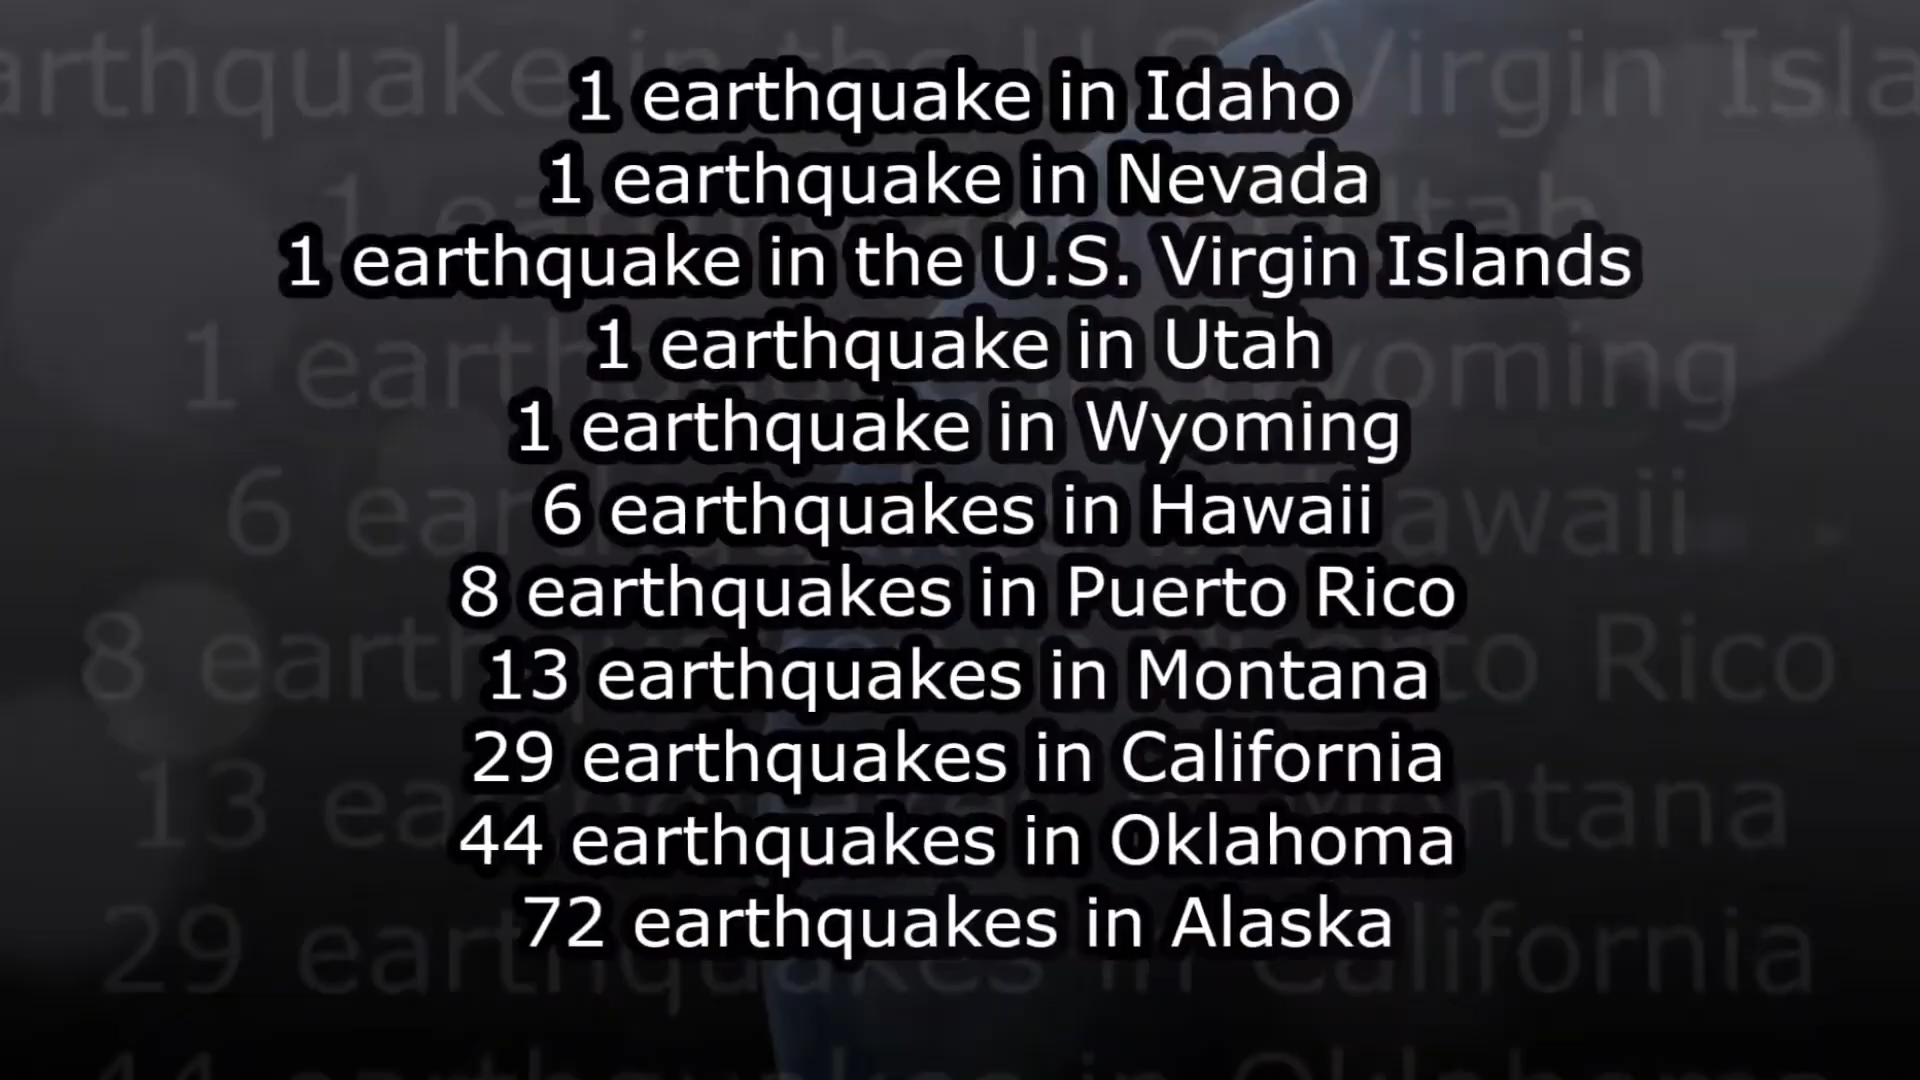 1 earthquake in Idaho
1 earthquake in Nevada
1 earthquake in the U.S. Virgin Islands
1 earthquake in Utah
1 earthquake in Wyoming
6 earthquakes in Hawaii
8 earthquakes in Puerto Rico
13 earthquakes in Montana
29 earthquakes in California
44 earthquakes in Oklahoma
72 earthquakes in Alaska